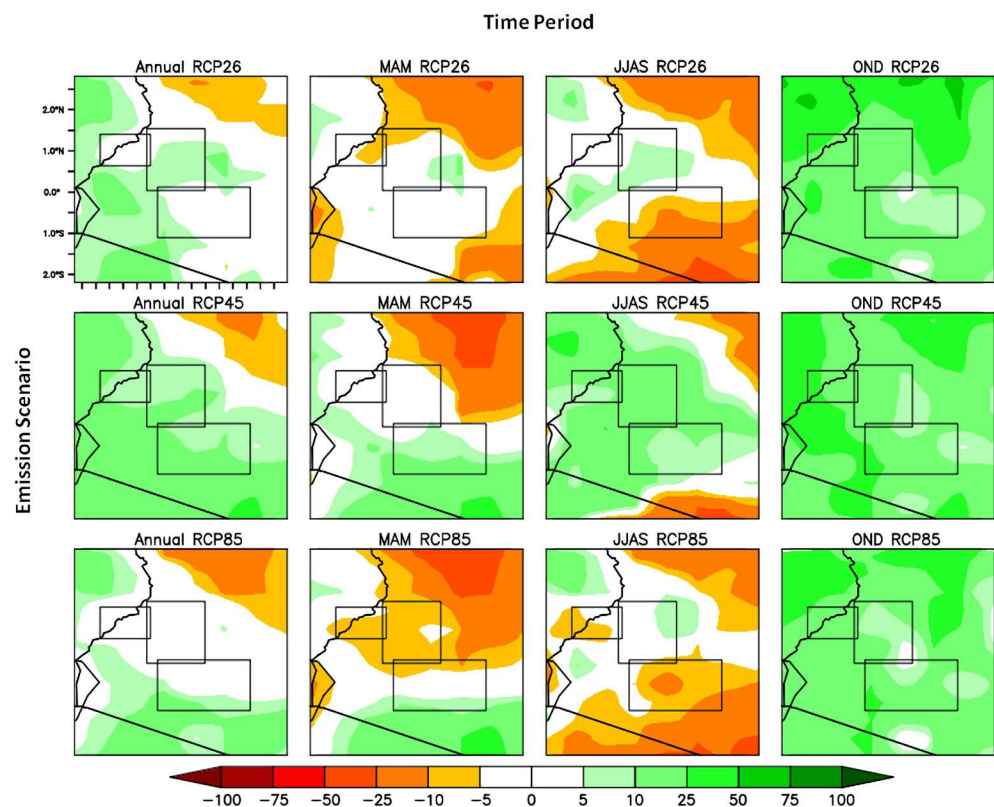 Time Period
Annual RCP26 MAM RCP26 JJAS RCP26 OND RCP26
2.0°N
1.0°N
0.0°
1.0°S
2.0°S
Emission Scenario
Annual RCP45 MAM RCP45 JJAS RCP45 OND RCP45
Annual RCP85 MAM RCP85 JJAS RCP85 OND RCP85
−100 −75 −50 −25 −10 −5 0 5 10 25 50 75 100